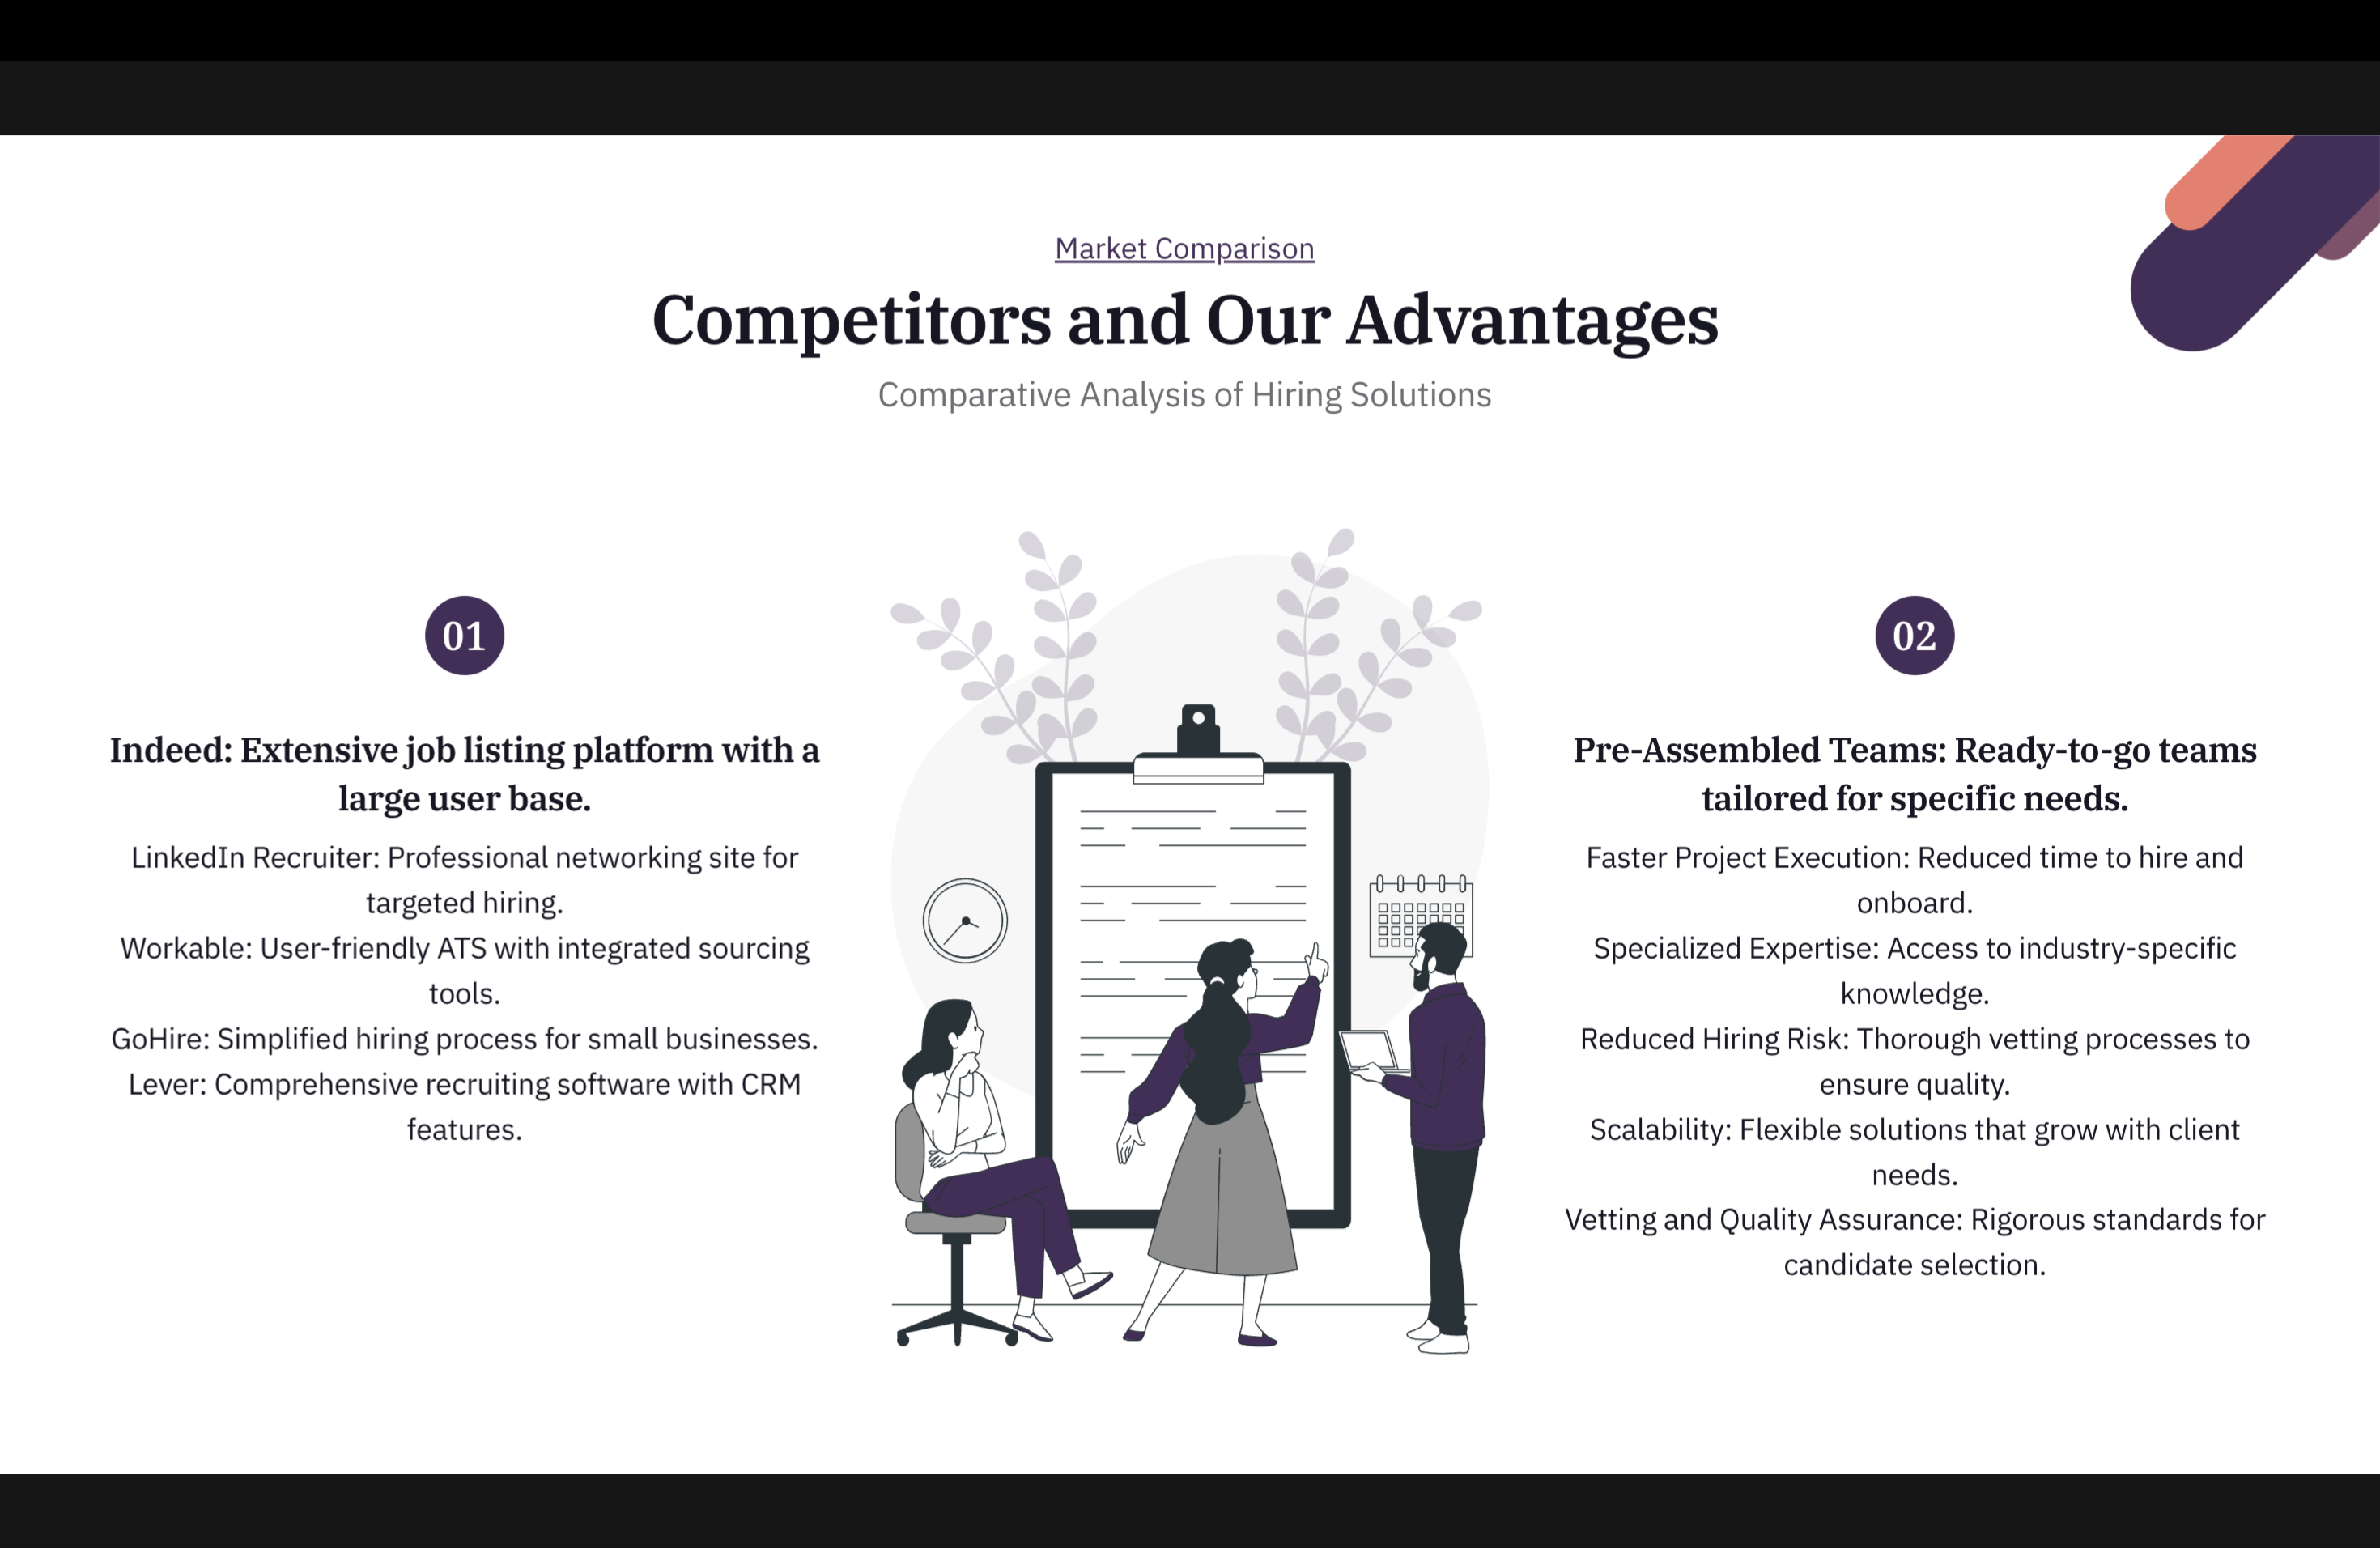 Market Comparison
Competitors and Our Advantages
Comparative Analysis of Hiring Solutions
01
Indeed: Extensive job listing platform with a
large user base.
LinkedIn Recruiter: Professional networking site for
targeted hiring.
Workable: User-friendly ATS with integrated sourcing
tools.
GoHire: Simplified hiring process for small businesses.
Lever: Comprehensive recruiting software with CRM
features.
02
Pre-Assembled Teams: Ready-to-go teams
tailored for specific needs.
Faster Project Execution: Reduced time to hire and
onboard.
Specialized Expertise: Access to industry-specific
knowledge.
Reduced Hiring Risk: Thorough vetting processes to
ensure quality.
Scalability: Flexible solutions that grow with client
needs.
Vetting and Quality Assurance: Rigorous standards for
candidate selection.